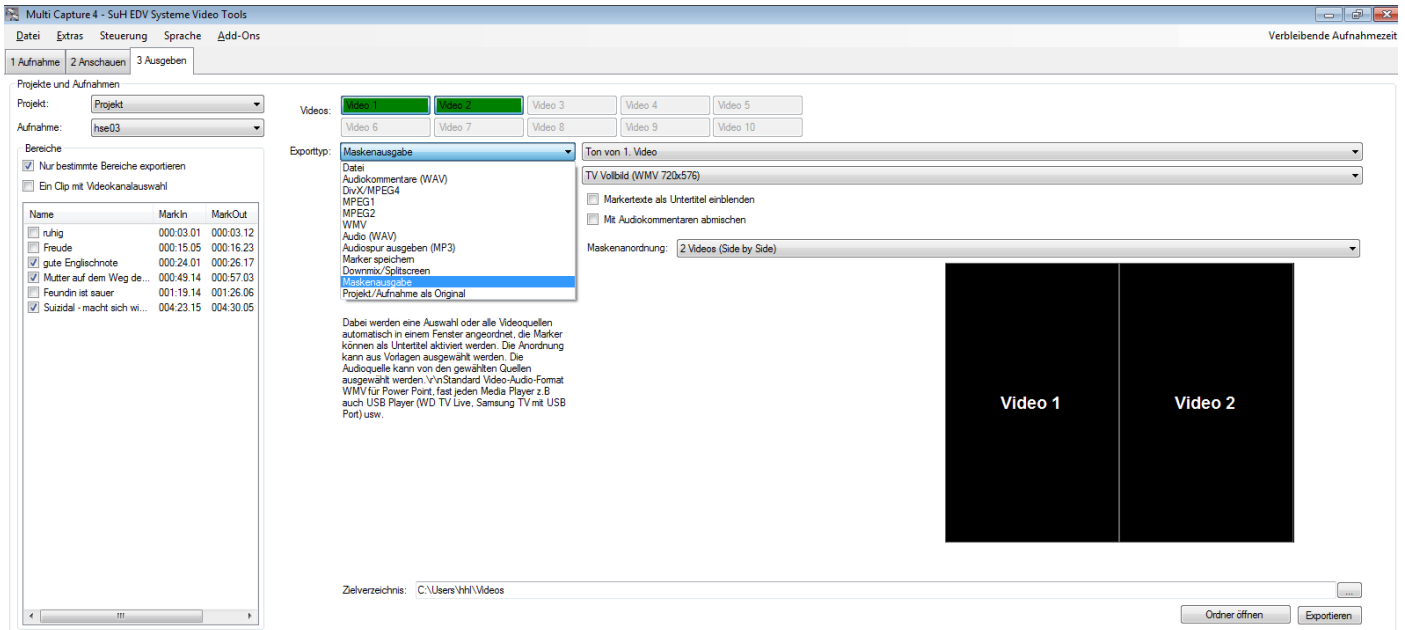 Multi Capture 4 - SuH EDV Systeme Video Tools
Datei Extras Steuerung Sprache Add-Ons Verbleibende Aufnahmezeit
1 Aufnahme 2 Anschauen 3 Ausgeben
Projekte und Aufnahmen
Projekt: Projekt
Aufnahme: hse03
Bereiche
Nur bestimmte Bereiche exportieren
Ein Clip mit Videokanalauswahl
Name MarkIn MarkOut
ruhig 000:03.01 000:03.12
Freude 000:15.05 000:16.23
gute Englischnote 000:24.01 000:26.17
Mutter auf dem Weg de... 000:49.14 000:57.03
Feundin ist sauer 001:19.14 001:26.06
Suizidal - macht sich wi... 004:23.15 004:30.05
Videos: Video 1 Video 2 Video 3 Video 4 Video 5
Video 6 Video 7 Video 8 Video 9 Video 10
Exporttyp: Maskenausgabe Ton von 1. Video
Datei
Audiokommentare (WAV)
DivX/MPEG4
MPEG1
MPEG2
WMV
Audio (WAV)
Audiospur ausgeben (MP3)
Marker speichern
Downmix/Splitscreen
Maskenausgabe
Projekt/Aufnahme als Original
TV Vollbild (WMV 720x576)
Markertexte als Untertitel einblenden
Mit Audiokommentaren abmischen
Maskenanordnung: 2 Videos (Side by Side)
Dabei werden eine Auswahl oder alle Videoquellen
automatisch in einem Fenster angeordnet, die Marker
können als Untertitel aktiviert werden. Die Anordnung
kann aus Vorlagen ausgewählt werden. Die
Audioquelle kann von den gewählten Quellen
ausgewählt werden.\r\nStandard Video-Audio-Format
WMV für Power Point, fast jeden Media Player z.B
auch USB Player (WD TV Live, Samsung TV mit USB
Port) usw.
Video 1 Video 2
Zielverzeichnis: C:\Users\hhl\Videos ...
Ordner öffnen Exportieren